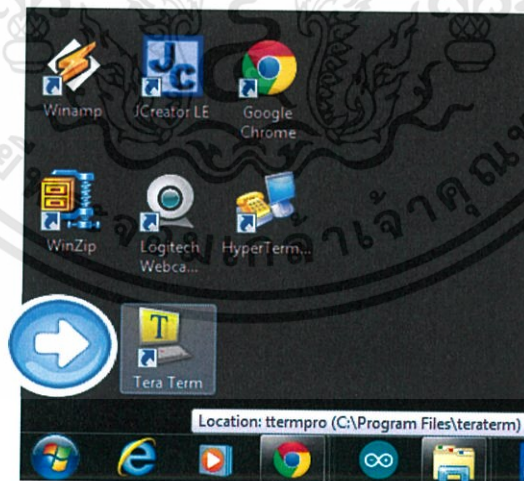 Winamp
JCreator LE
Google
Chrome
WinZip
Logitech
Webca...
HyperTerm...
Tera Term
Location: ttermpro (C:\Program Files\teraterm)